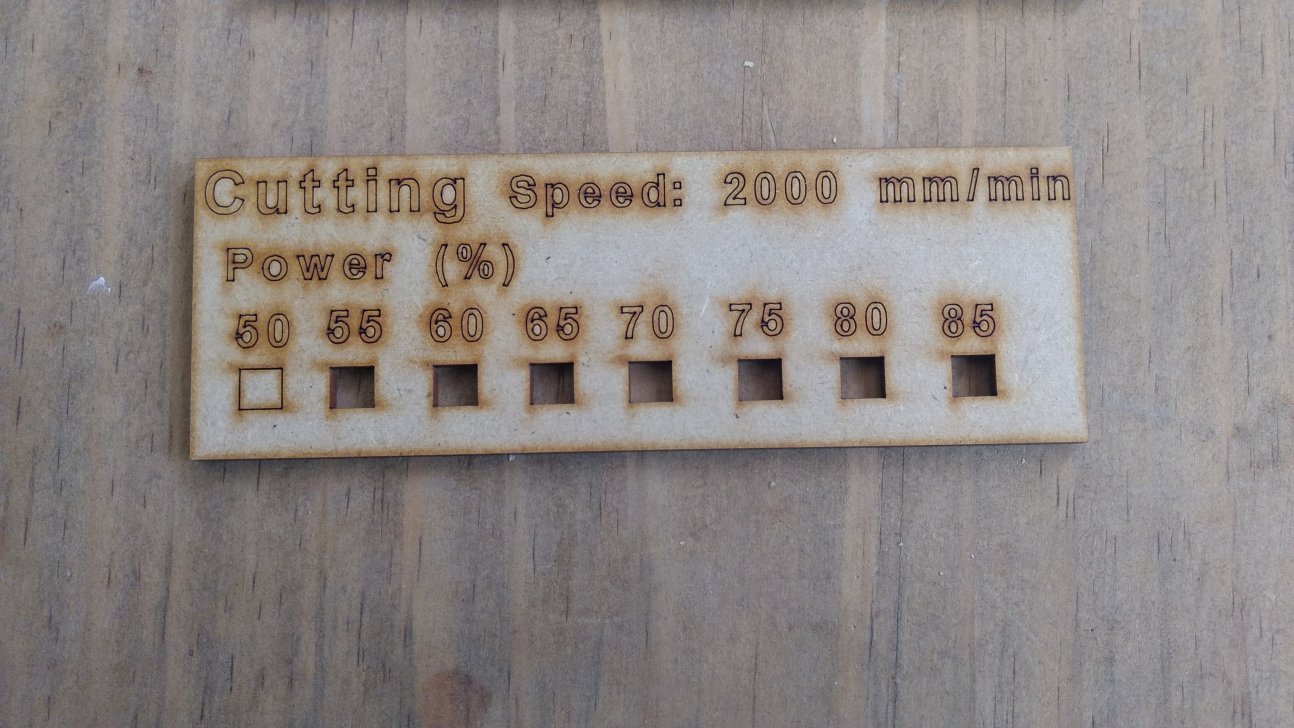 Cutting Speed: 2000 mm/min
Power (%)
50 55 60 65 70 75 80 85